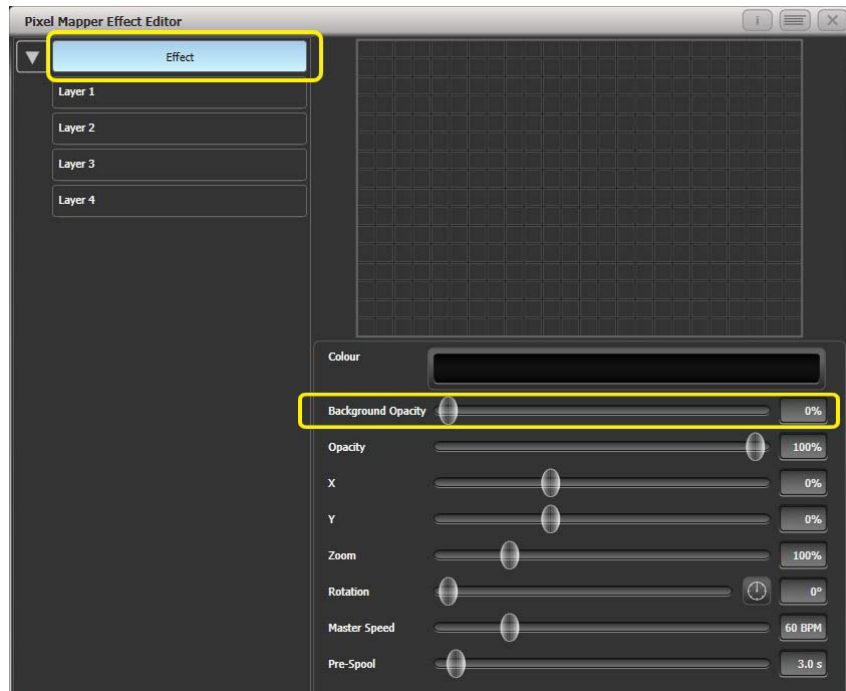 Pixel Mapper Effect Editor
i
Effect
Layer 1
Layer 2
Layer 3
Layer 4
Colour
Background Opacity 0%
Opacity 100%
X 0%
Y 0%
Zoom 100%
Rotation 0°
Master Speed 60 BPM
Pre-Spool 3.0 s